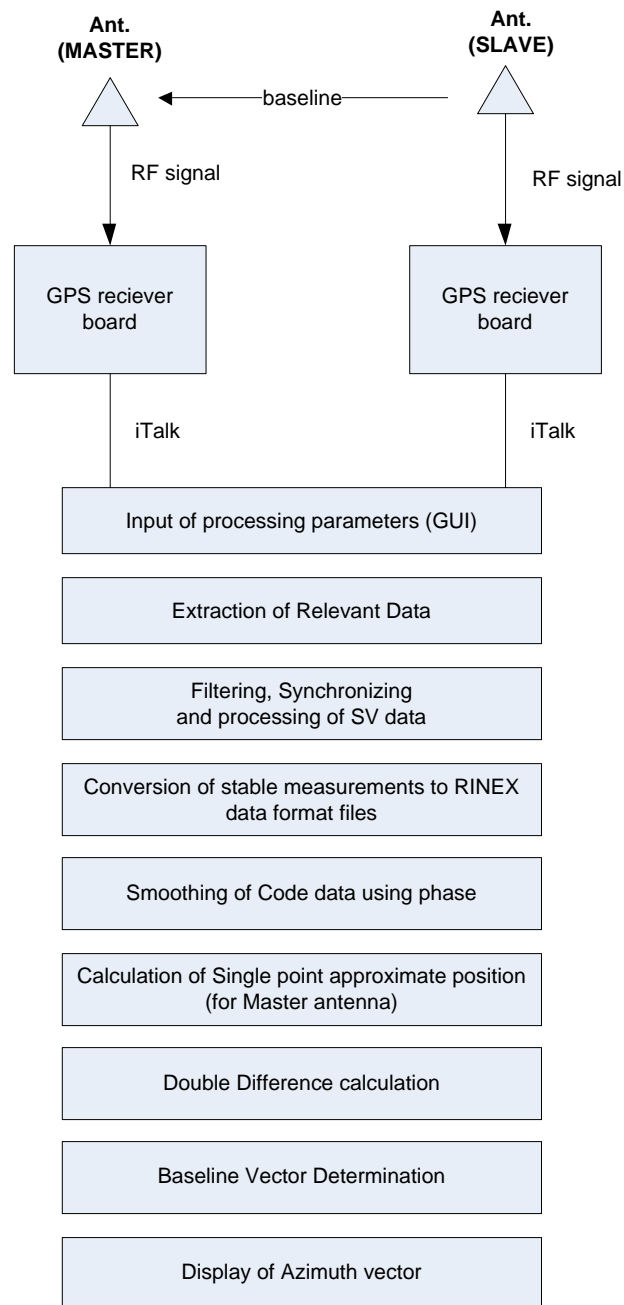 Ant.
(MASTER)
Ant.
(SLAVE)
baseline
RF signal
RF signal
GPS reciever
board
GPS reciever
board
iTalk
iTalk
Input of processing parameters (GUI)
Extraction of Relevant Data
Filtering, Synchronizing
and processing of SV data
Conversion of stable measurements to RINEX
data format files
Smoothing of Code data using phase
Calculation of Single point approximate position
(for Master antenna)
Double Difference calculation
Baseline Vector Determination
Display of Azimuth vector